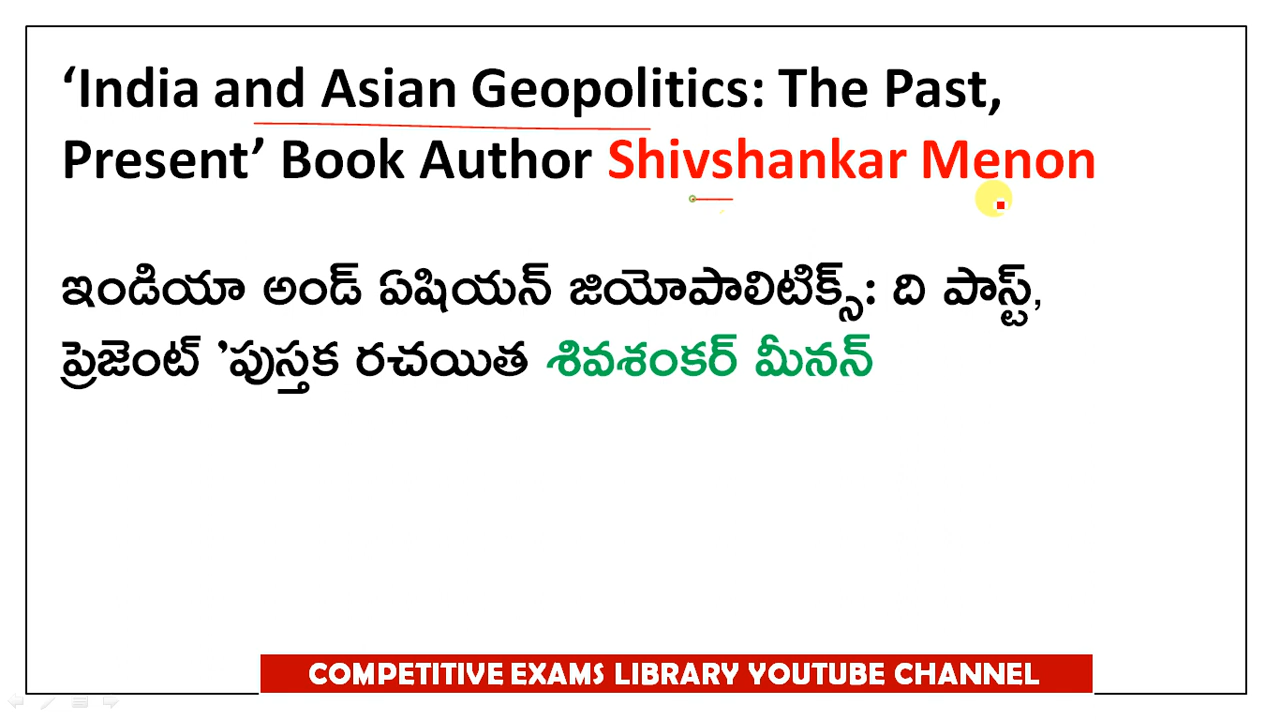 ‘India and Asian Geopolitics: The Past,
Present’ Book Author Shivshankar Menon
ఇండియా అండ్ ఏషియన్ జియోపాలిటిక్స్: ది పాస్ట్,
ప్రెజెంట్ ’పుస్తక రచయిత శివశంకర్ మీనన్
COMPETITIVE EXAMS LIBRARY YOUTUBE CHANNEL